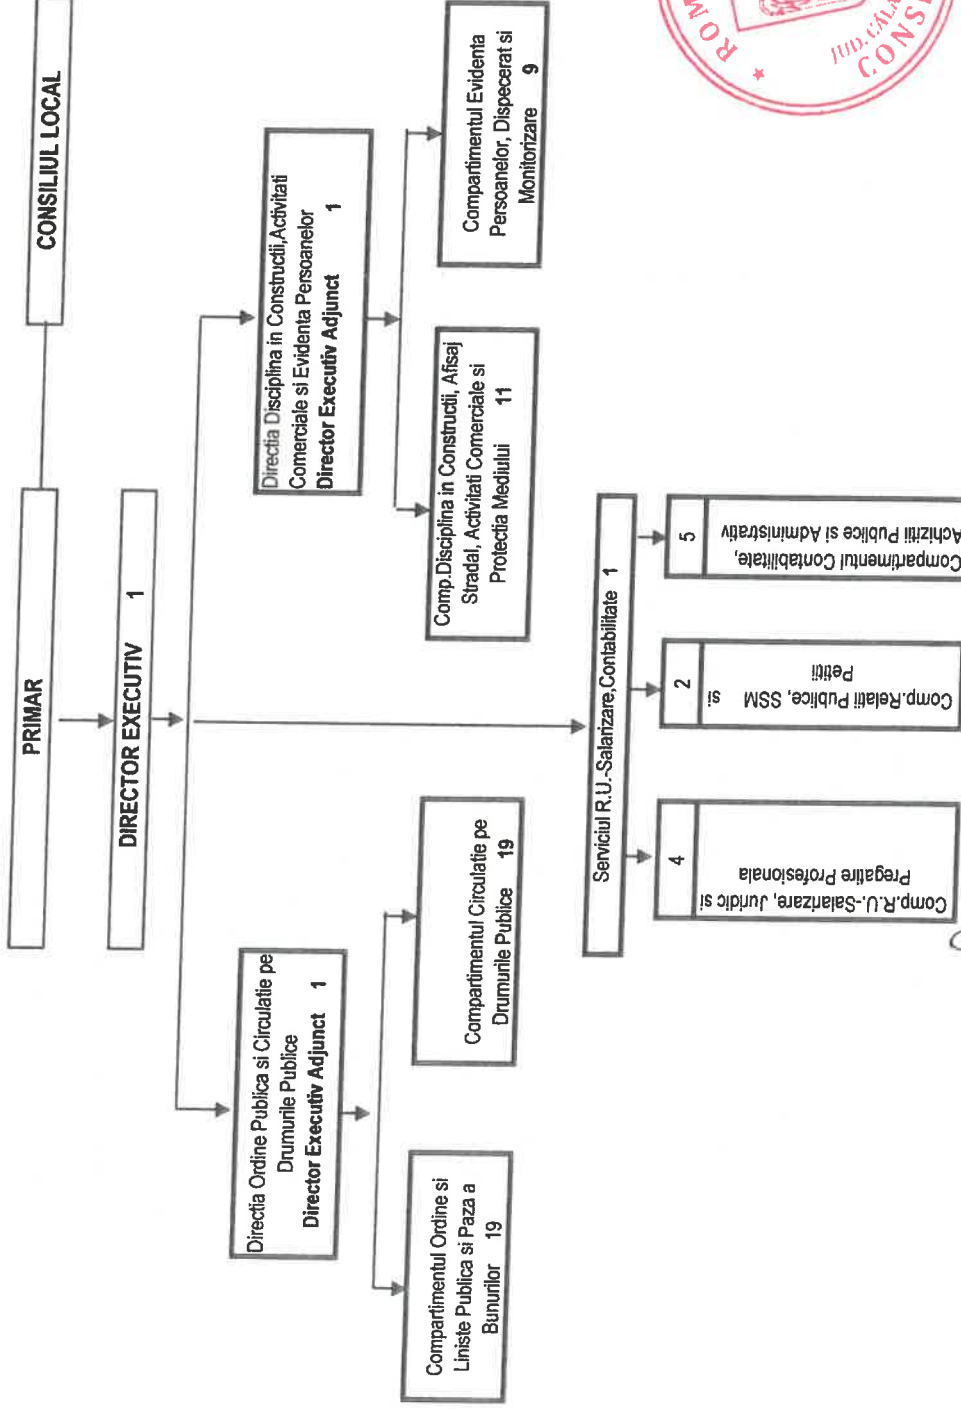 CONSILIUL LOCAL
PRIMAR
DIRECTOR EXECUTIV 1
Directia Ordine Publica si Circulatie pe
Drumurile Publice
Director Executiv Adjunct 1
Directia Disciplina in Constructii,Activitati
Comerciale si Evidenta Persoanelor
Director Executiv Adjunct 1
Compartimentul Ordine si
Liniste Publica si Paza a
Bunurilor 19
Compartimentul Circulatie pe
Drumurile Publice 19
Comp.Disciplina in Constructii, Afisaj
Stradal, Activitati Comerciale si
Protectia Mediului 11
Compartimentul Evidenta
Persoanelor, Dispecerat si
Monitorizare 9
Serviciul R.U.-Salarizare,Contabilitate 1
4
Comp.R.U.-Salarizare, Juridic si
Pregatire Profesionala
2
Comp.Relatii Publice, SSM si
Petitii
5
Compartimentul Contabilitate,
Achizitii Publice si Administrativ
JUD. CĂLA